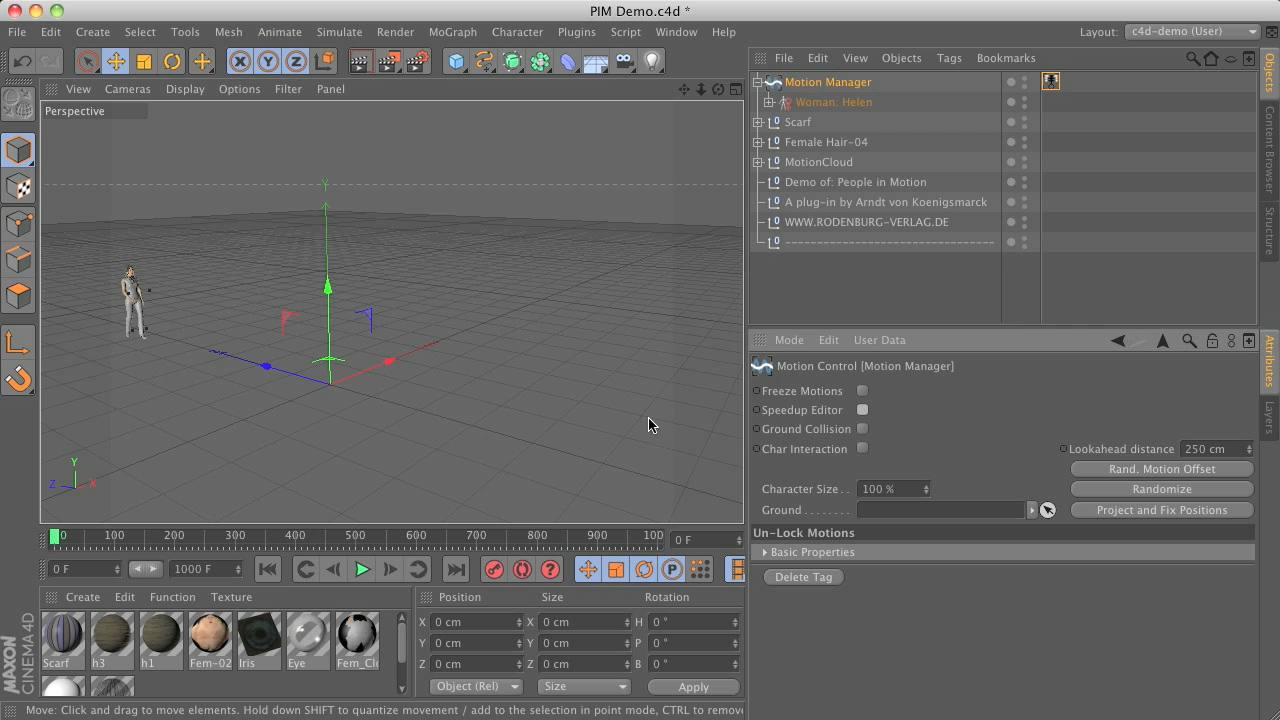 PIM Demo.c4d *
File Edit Create Select Tools Mesh Animate Simulate Render MoGraph Character Plugins Script Window Help
Layout: c4d-demo (User)
View Cameras Display Options Filter Panel
Perspective
Y
Y
Z
X
0 100 200 300 400 500 600 700 800 900 100
0 F
0 F
1000 F
P
Create Edit Function Texture
Scarf h3 h1 Fem-02 Iris Eye Fem_Clo
Position Size Rotation
X 0 cm X 0 cm H 0 °
Y 0 cm Y 0 cm P 0 °
Z 0 cm Z 0 cm B 0 °
Object (Rel) Size Apply
MAXON
CINEMA 4D
Move: Click and drag to move elements. Hold down SHIFT to quantize movement / add to the selection in point mode, CTRL to remove
File Edit View Objects Tags Bookmarks
Motion Manager
Woman: Helen
Scarf
Female Hair-04
MotionCloud
Demo of: People in Motion
A plug-in by Arndt von Koenigsmarck
WWW.RODENBURG-VERLAG.DE
---------------------------------
Objects
Content Browser
Structure
Mode Edit User Data
Motion Control [Motion Manager]
Freeze Motions
Speedup Editor
Ground Collision
Char Interaction
Lookahead distance 250 cm
Rand. Motion Offset
Character Size . . 100 %
Randomize
Ground . . . . . . . .
Project and Fix Positions
Un-Lock Motions
Basic Properties
Delete Tag
Attributes
Layers